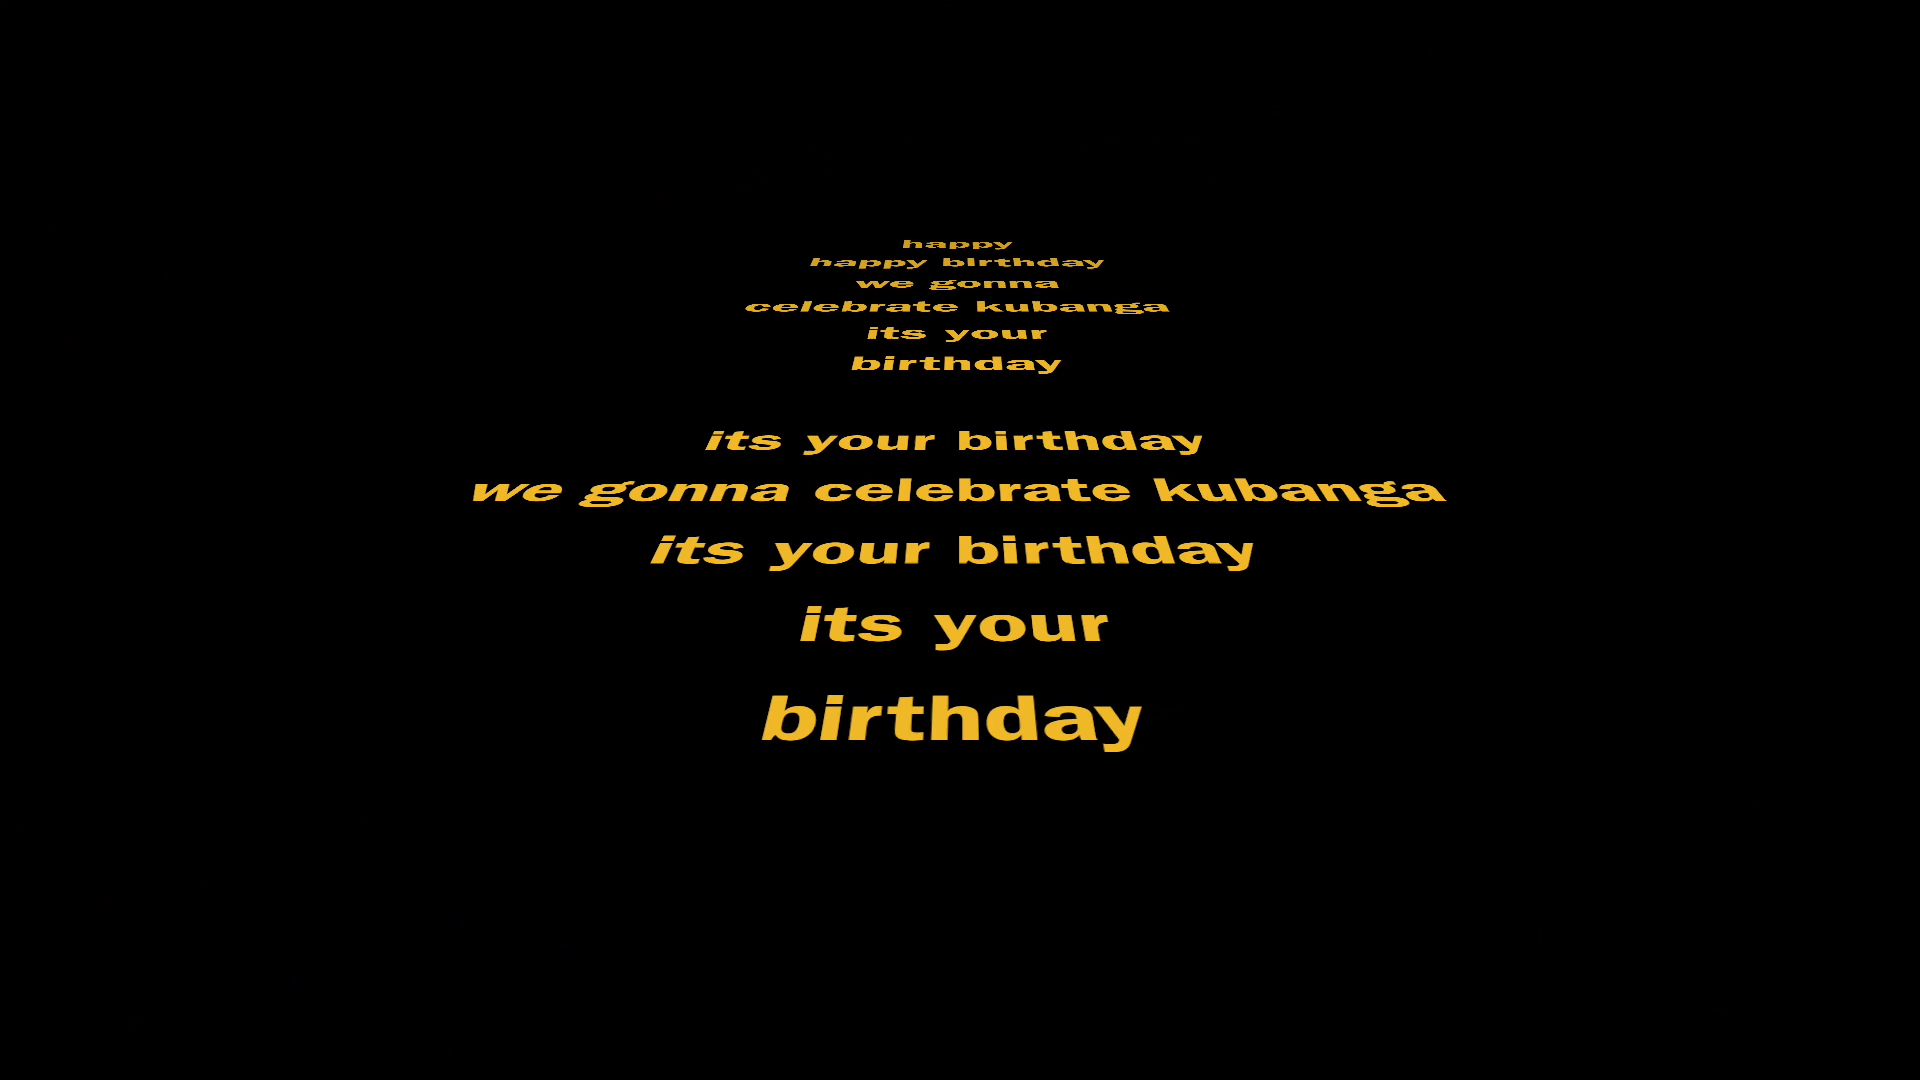 happy
happy birthday
we gonna
celebrate kubanga
its your
birthday
its your birthday
we gonna celebrate kubanga
its your birthday
its your
birthday